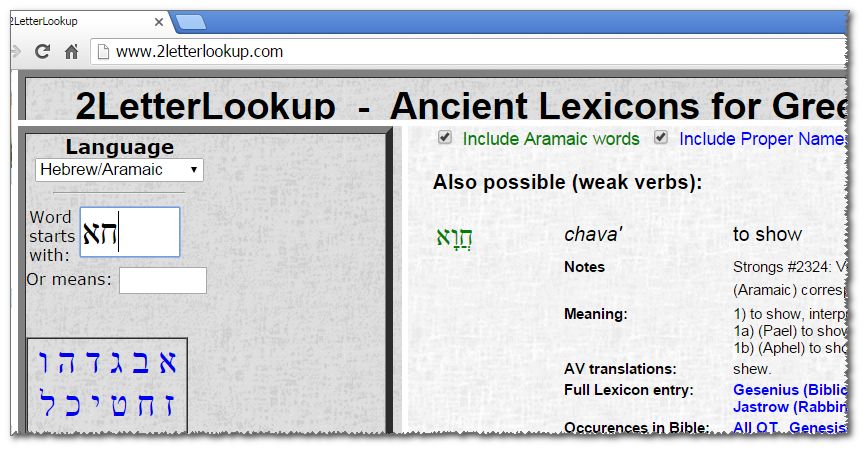 2LetterLookup
www.2letterlookup.com
2LetterLookup - Ancient Lexicons for Gree
Language
Hebrew/Aramaic
Word
starts
with:
חא
Or means:
א ב ג ד ה ו
ז ח ט י כ ל
Include Aramaic words Include Proper Name
Also possible (weak verbs):
חֲוָא chava' to show
Notes Strongs #2324: V
(Aramaic) corresp
Meaning: 1) to show, interp
1a) (Pael) to show
1b) (Aphel) to sho
AV translations: shew.
Full Lexicon entry: Gesenius (Biblic
Jastrow (Rabbin
Occurences in Bible: All OT Genesis